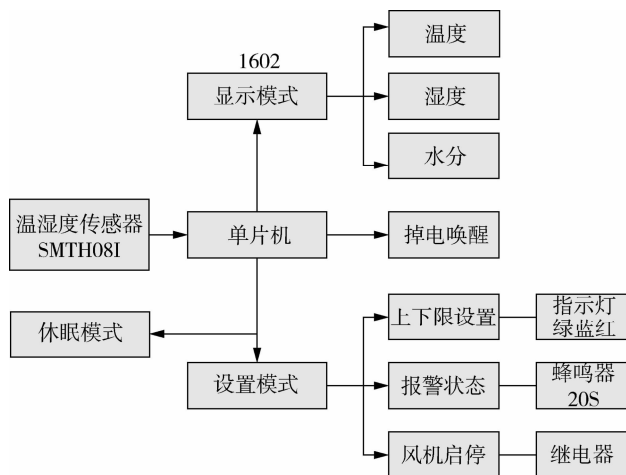 温度
1602
显示模式
湿度
水分
温湿度传感器
SMTH08I
单片机
掉电唤醒
休眠模式
上下限设置
指示灯
绿蓝红
设置模式
报警状态
蜂鸣器
20S
风机启停
继电器